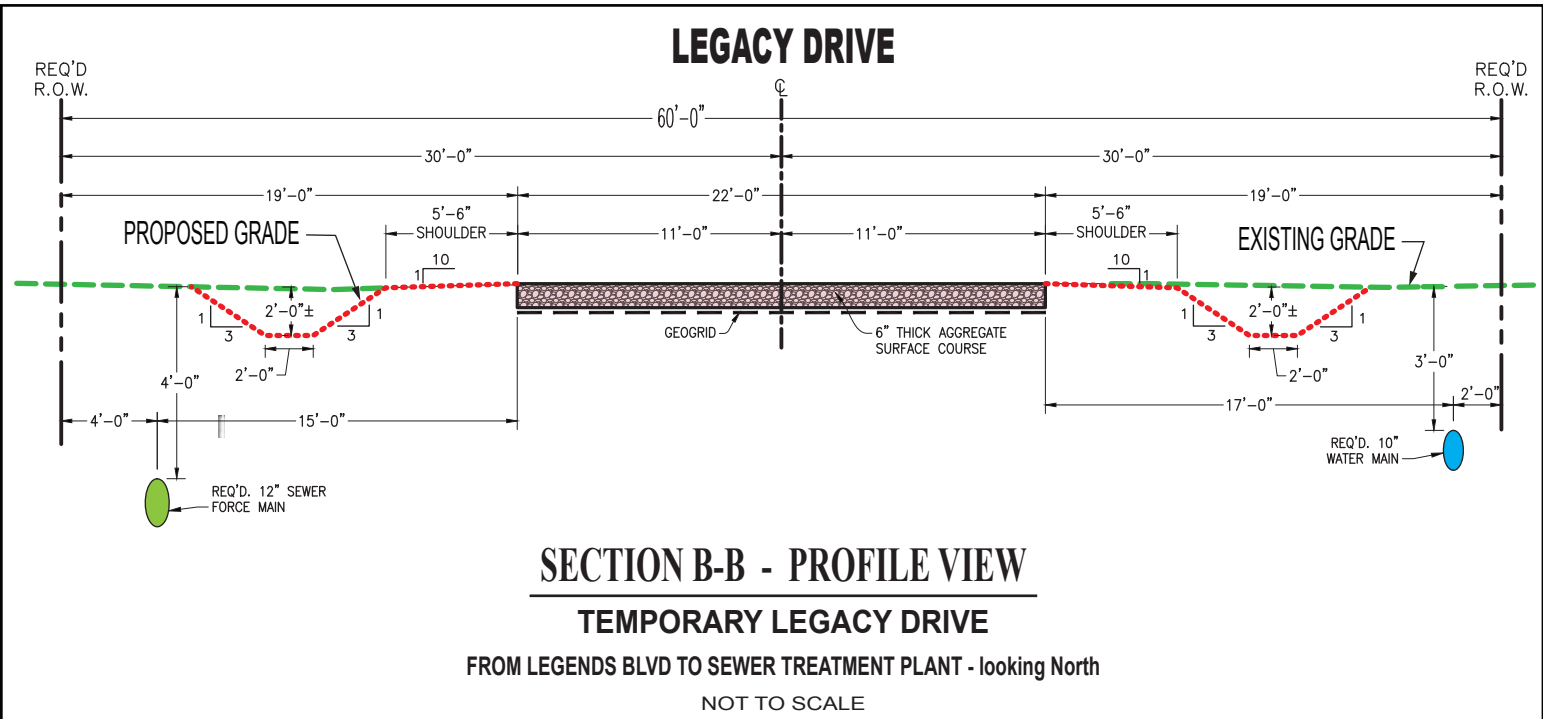 LEGACY DRIVE
REQ'D
R.O.W.
℄
REQ'D
R.O.W.
60'-0"
30'-0"
30'-0"
19'-0"
22'-0"
19'-0"
PROPOSED GRADE
5'-6"
SHOULDER
11'-0"
11'-0"
5'-6"
SHOULDER
EXISTING GRADE
10
1
10
1
2'-0"±
1
3
1
3
2'-0"
4'-0"
GEOGRID
6" THICK AGGREGATE
SURFACE COURSE
2'-0"±
1
3
1
3
2'-0"
3'-0"
4'-0"
15'-0"
17'-0"
2'-0"
REQ'D. 12" SEWER
FORCE MAIN
REQ'D. 10"
WATER MAIN
SECTION B-B - PROFILE VIEW
TEMPORARY LEGACY DRIVE
FROM LEGENDS BLVD TO SEWER TREATMENT PLANT - looking North
NOT TO SCALE